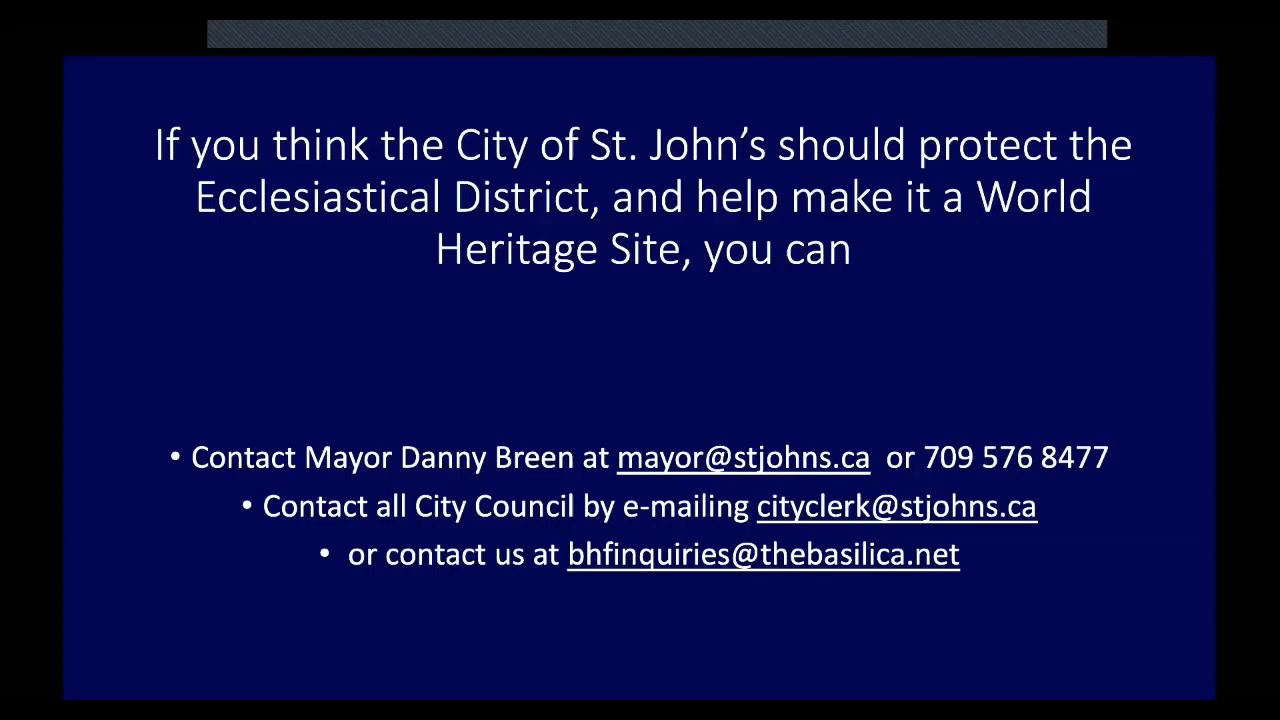 If you think the City of St. John’s should protect the
Ecclesiastical District, and help make it a World
Heritage Site, you can
• Contact Mayor Danny Breen at mayor@stjohns.ca or 709 576 8477
• Contact all City Council by e-mailing cityclerk@stjohns.ca
• or contact us at bhfinquiries@thebasilica.net